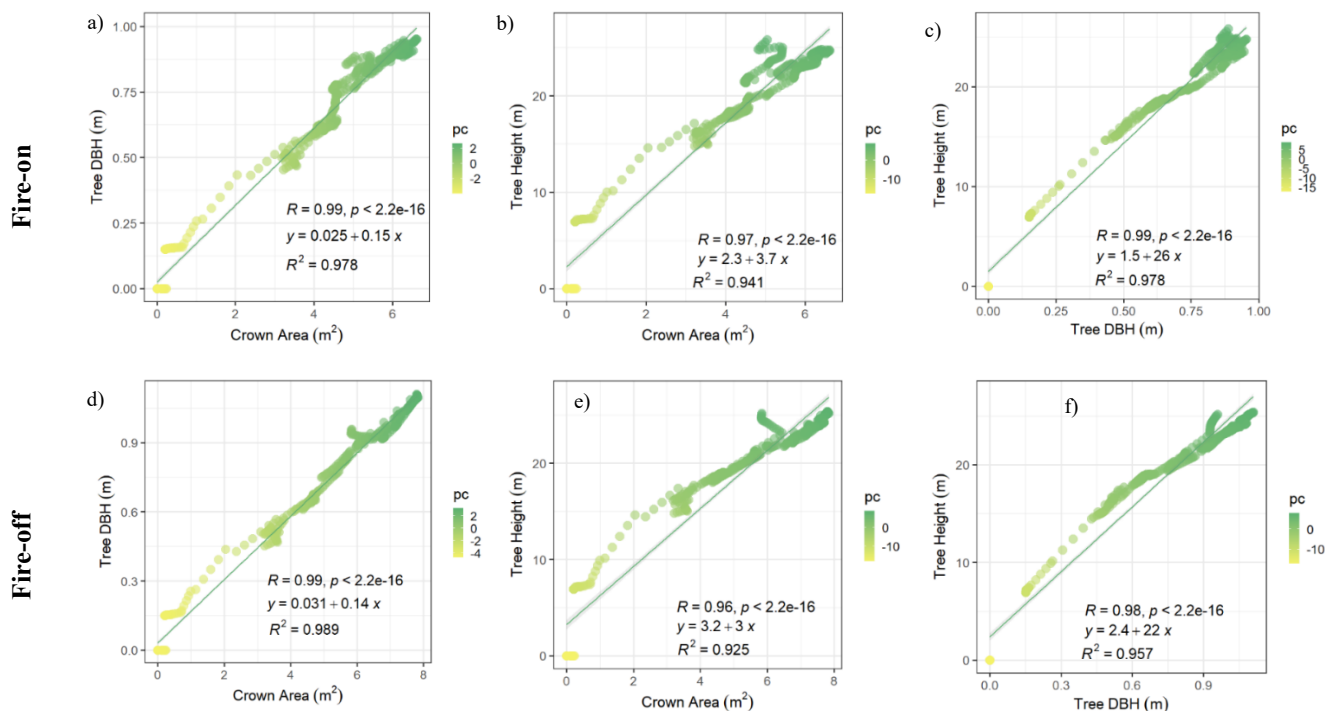 Fire-on
a)
1.00
0.75
0.50
0.25
0.00
Tree DBH (m)
0
2
4
6
Crown Area (m²)
R = 0.99, p < 2.2e-16
y = 0.025 + 0.15 x
R² = 0.978
pc
2
0
-2
b)
20
10
0
Tree Height (m)
0
2
4
6
Crown Area (m²)
R = 0.97, p < 2.2e-16
y = 2.3 + 3.7 x
R² = 0.941
pc
0
-10
c)
20
10
0
Tree Height (m)
0.00
0.25
0.50
0.75
1.00
Tree DBH (m)
R = 0.99, p < 2.2e-16
y = 1.5 + 26 x
R² = 0.978
pc
5
0
-5
-10
-15
Fire-off
d)
0.9
0.6
0.3
0.0
Tree DBH (m)
0
2
4
6
8
Crown Area (m²)
R = 0.99, p < 2.2e-16
y = 0.031 + 0.14 x
R² = 0.989
pc
2
0
-2
-4
e)
20
10
0
Tree Height (m)
0
2
4
6
8
Crown Area (m²)
R = 0.96, p < 2.2e-16
y = 3.2 + 3 x
R² = 0.925
pc
0
-10
f)
20
10
0
Tree Height (m)
0.0
0.3
0.6
0.9
Tree DBH (m)
R = 0.98, p < 2.2e-16
y = 2.4 + 22 x
R² = 0.957
pc
0
-10